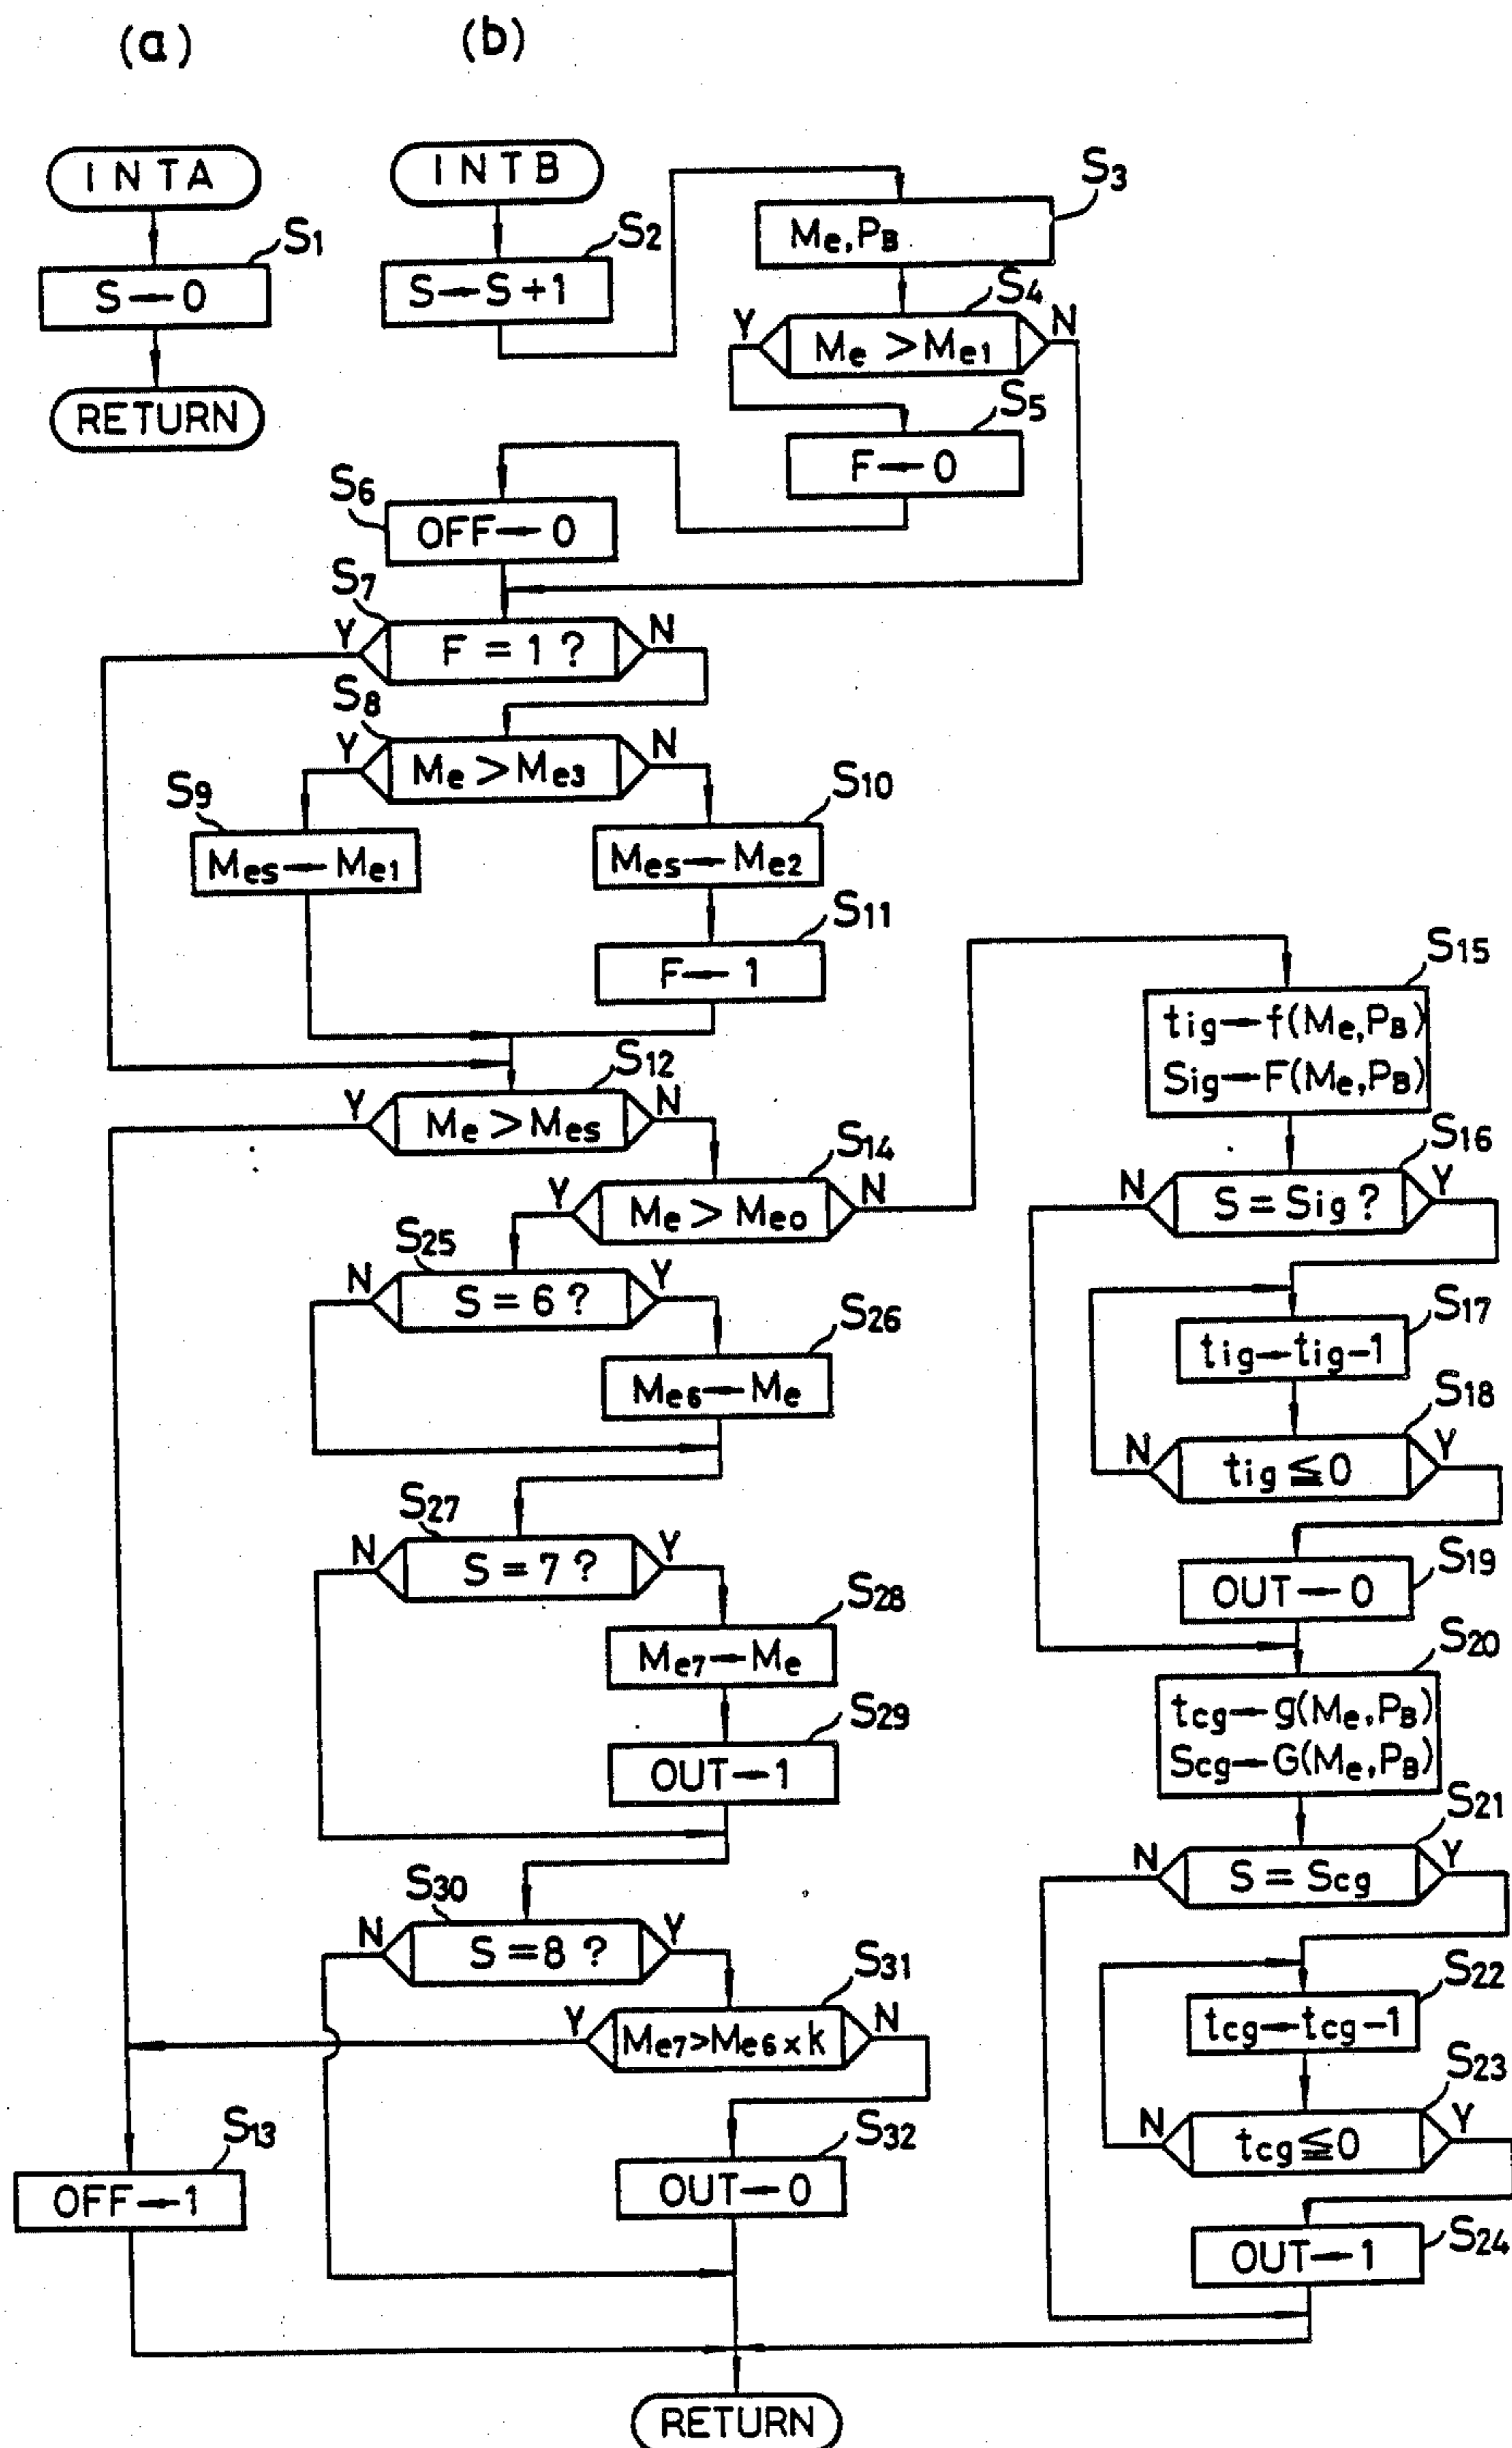 (a)
INTA
S1
S←0
RETURN
(b)
INTB
S2
S←S+1
S3
Me,PB
S4
Y
Me >Me1
N
S5
F←0
S6
OFF←0
S7
Y
F = 1 ?
N
S8
Y
Me >Me3
N
S9
Mes←Me1
S10
Mes←Me2
S11
F←1
S12
Y
Me >Mes
N
S14
Y
Me > Meo
N
S25
N
S = 6 ?
Y
S26
Me6←Me
S27
N
S = 7 ?
Y
S28
Me7←Me
S29
OUT←1
S30
N
S =8 ?
Y
S31
Y
Me7>Me6×k
N
S32
OUT←0
S13
OFF←1
S15
tig←f(Me,PB)
Sig←F(Me,PB)
S16
N
S = Sig ?
Y
S17
tig←tig-1
S18
N
tig≦0
Y
S19
OUT←0
S20
tcg←g(Me,PB)
Scg←G(Me,PB)
S21
N
S = Scg
Y
S22
tcg←tcg-1
S23
N
tcg≦0
Y
S24
OUT←1
RETURN